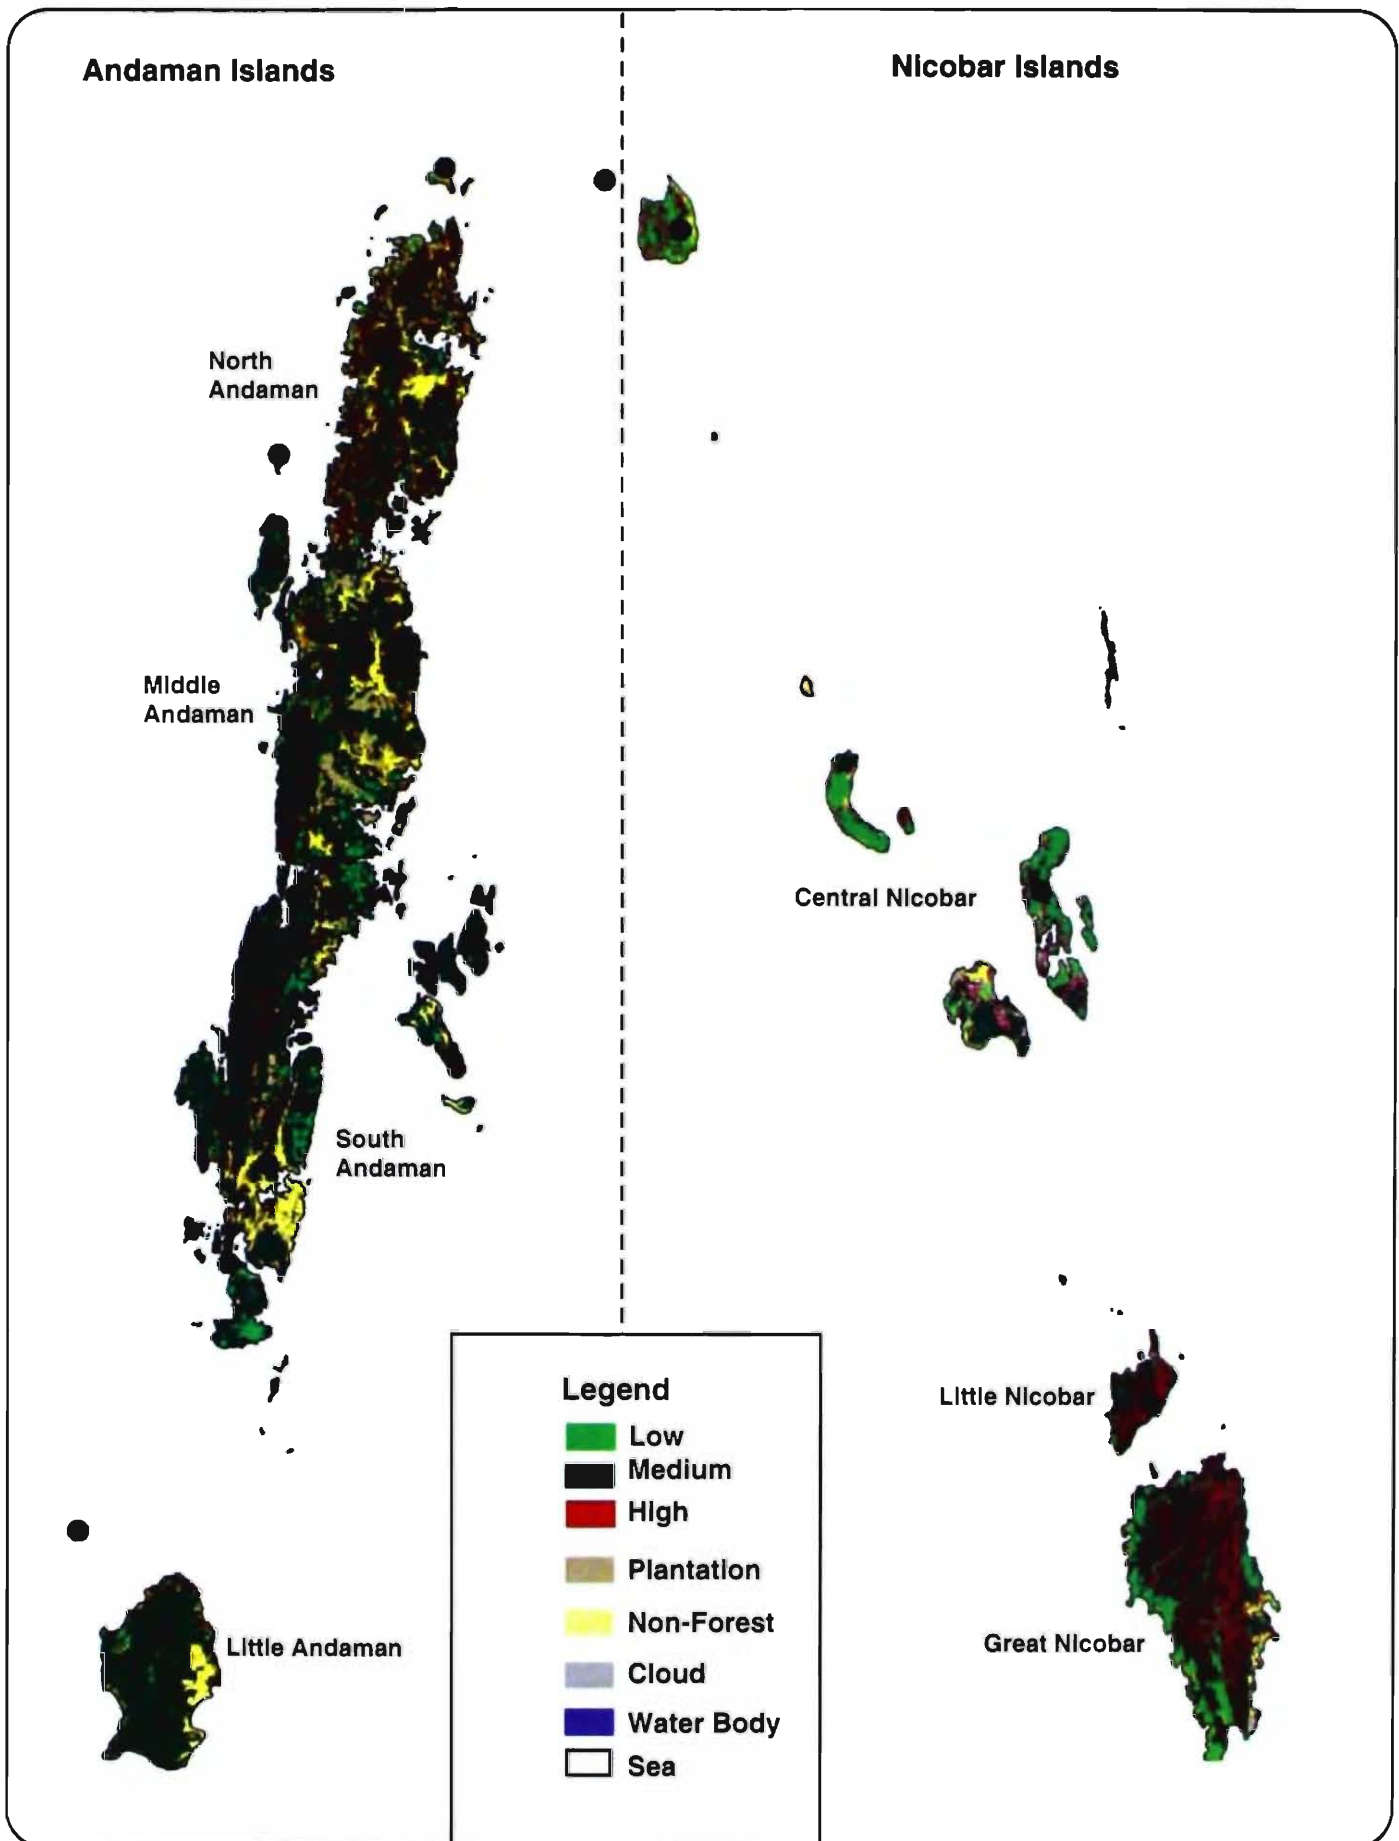 Andaman Islands
Nicobar Islands
North
Andaman
Middle
Andaman
Central Nicobar
South
Andaman
Little Nicobar
Great Nicobar
Little Andaman
Legend
Low
Medium
High
Plantation
Non-Forest
Cloud
Water Body
Sea